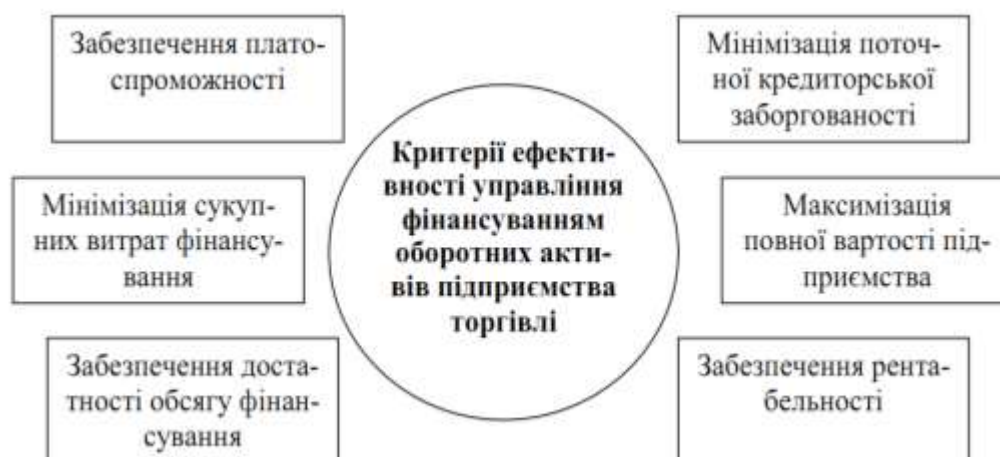 Забезпечення плато-
спроможності
Мінімізація сукуп-
них витрат фінансу-
вання
Забезпечення доста-
тності обсягу фінан-
сування
Критерії ефекти-
вності управління
фінансуванням
оборотних акти-
вів підприємства
торгівлі
Мінімізація поточ-
ної кредиторської
заборгованості
Максимізація
повної вартості під-
приємства
Забезпечення рента-
бельності